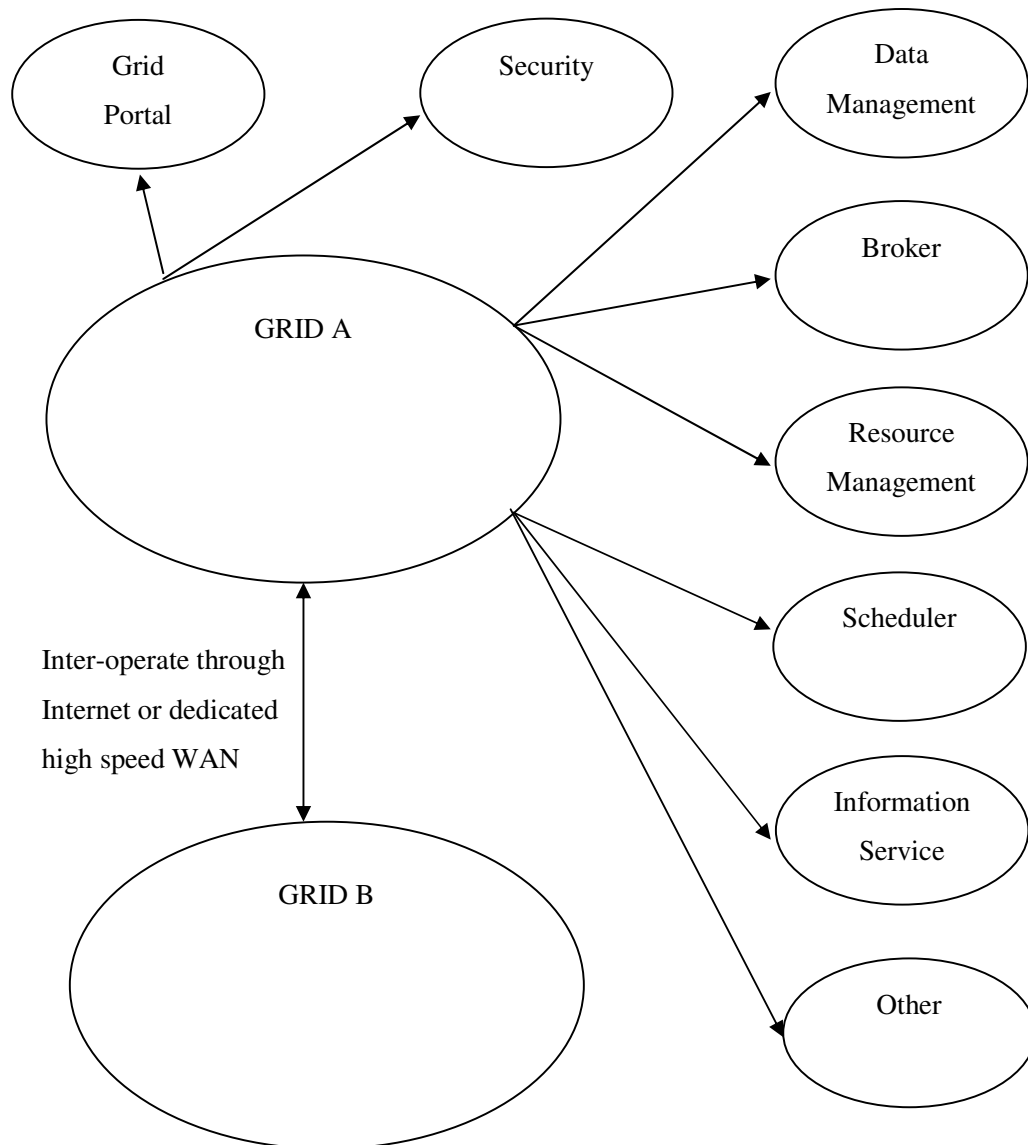 Grid
Portal
Security
Data
Management
Broker
GRID A
Resource
Management
Scheduler
Inter-operate through
Internet or dedicated
high speed WAN
Information
Service
GRID B
Other